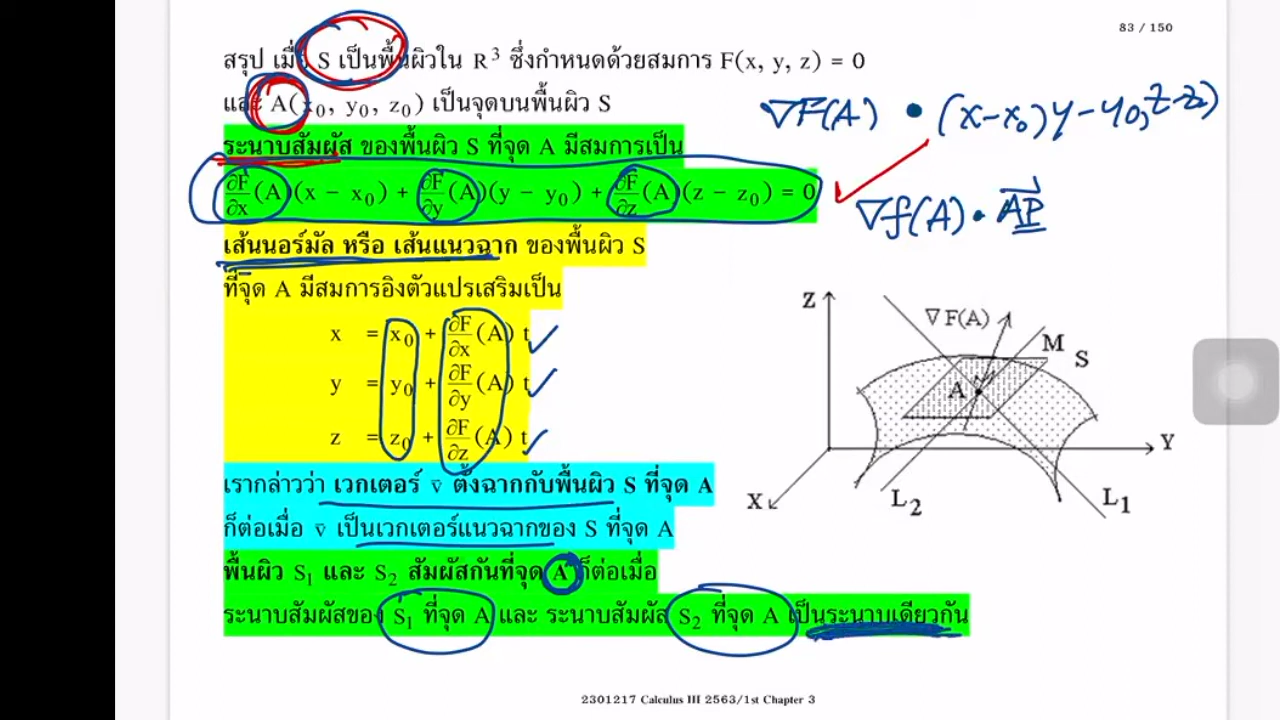 83 / 150
สรุป เมื่อ S เป็นพื้นผิวใน R³ ซึ่งกำหนดด้วยสมการ F(x, y, z) = 0
และ A(x₀, y₀, z₀) เป็นจุดบนพื้นผิว S
∇F(A) • (x-x₀, y-y₀, z-z₀)
ระนาบสัมผัส ของพื้นผิว S ที่จุด A มีสมการเป็น
∂F/∂x (A)(x − x₀) + ∂F/∂y (A)(y − y₀) + ∂F/∂z (A)(z − z₀) = 0
∇f(A) • AP
เส้นนอร์มัล หรือ เส้นแนวฉาก ของพื้นผิว S
ที่จุด A มีสมการอิงตัวแปรเสริมเป็น
x = x₀ + ∂F/∂x (A) t
y = y₀ + ∂F/∂y (A) t
z = z₀ + ∂F/∂z (A) t
Z
∇F(A)
M
S
A
Y
X
L₂
L₁
เรากล่าวว่า เวกเตอร์ v̄ ตั้งฉากกับพื้นผิว S ที่จุด A
ก็ต่อเมื่อ v̄ เป็นเวกเตอร์แนวฉากของ S ที่จุด A
พื้นผิว S₁ และ S₂ สัมผัสกันที่จุด A ก็ต่อเมื่อ
ระนาบสัมผัสของ S₁ ที่จุด A และ ระนาบสัมผัส S₂ ที่จุด A เป็นระนาบเดียวกัน
2301217 Calculus III 2563/1st Chapter 3